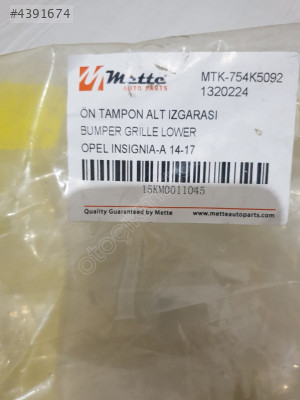 #4391674
Mette
AUTO PARTS
MTK-754K5092
1320224
ÖN TAMPON ALT IZGARASI
BUMPER GRILLE LOWER
OPEL INSIGNIA-A 14-17
15KM0011045
Quality Guaranteed by Mette
www.metteautoparts.com